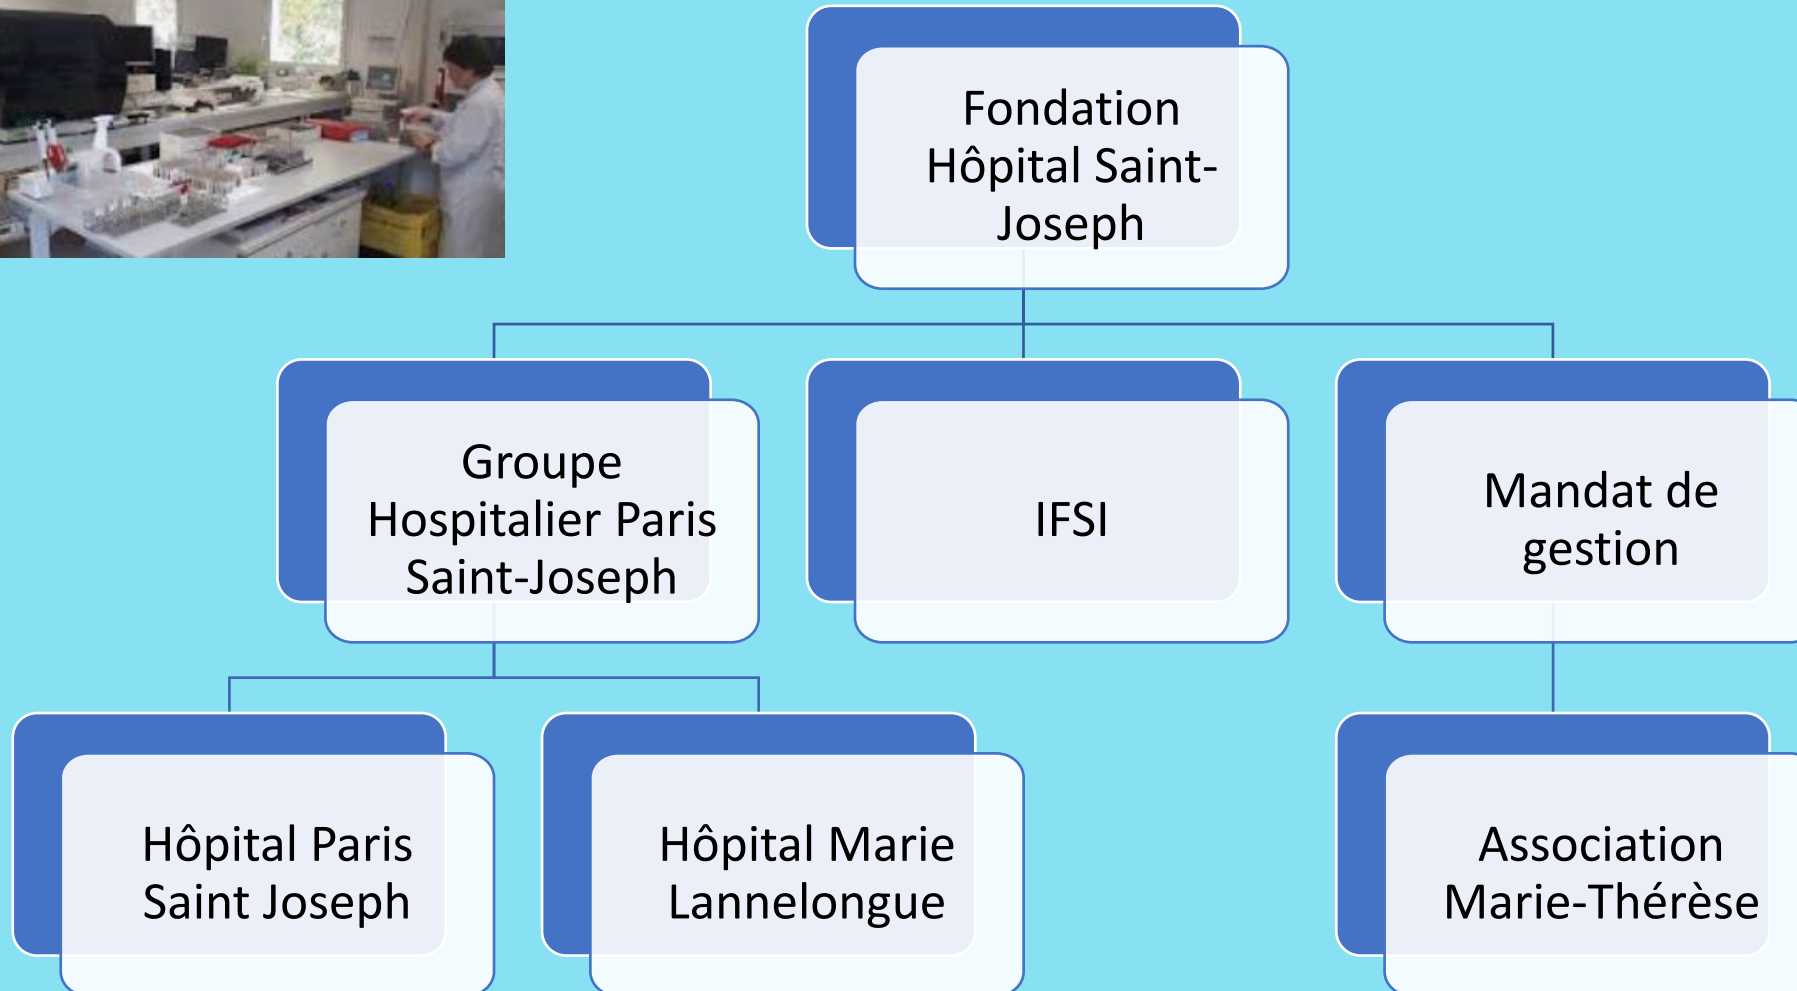 Fondation
Hôpital Saint-
Joseph
Groupe
Hospitalier Paris
Saint-Joseph
IFSI
Mandat de
gestion
Hôpital Paris
Saint Joseph
Hôpital Marie
Lannelongue
Association
Marie-Thérèse